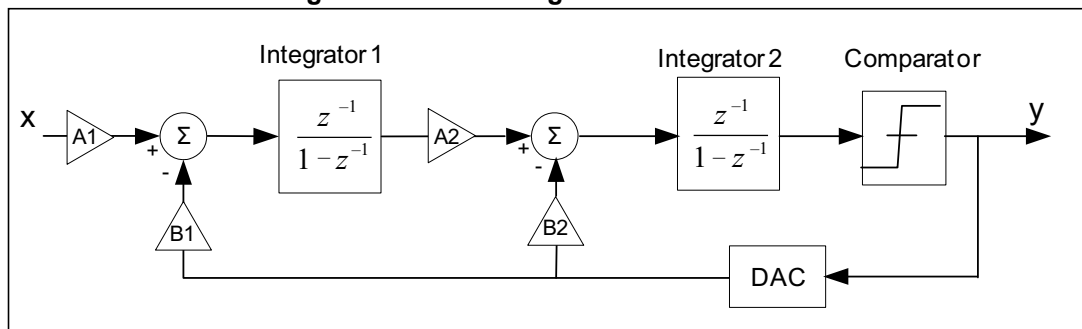 Integrator 1
Integrator 2
Comparator
x
A1
+
-
Σ
z⁻¹
1 − z⁻¹
A2
+
-
Σ
z⁻¹
1 − z⁻¹
y
B1
B2
DAC